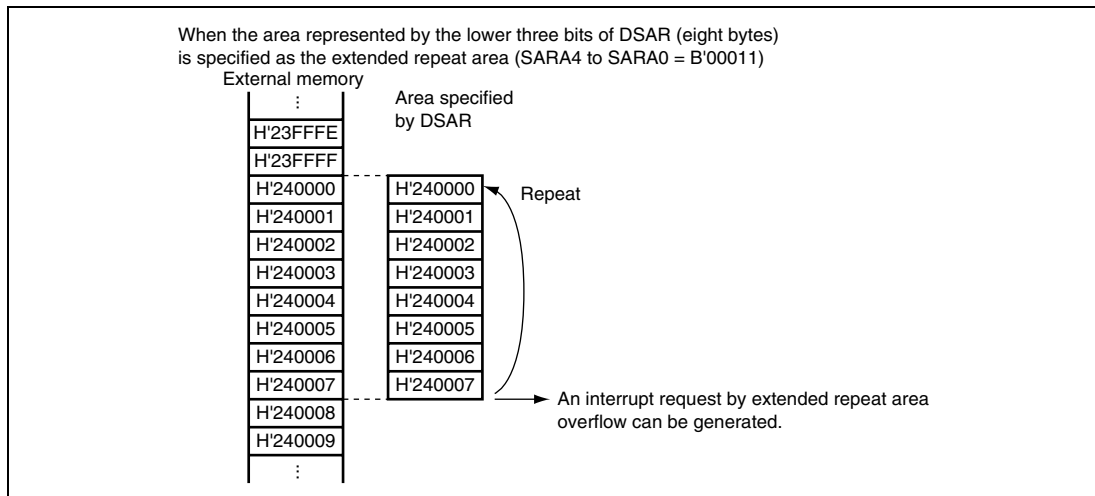 When the area represented by the lower three bits of DSAR (eight bytes)
is specified as the extended repeat area (SARA4 to SARA0 = B'00011)
External memory
⋮
H'23FFFE
H'23FFFF
H'240000
H'240001
H'240002
H'240003
H'240004
H'240005
H'240006
H'240007
H'240008
H'240009
⋮
Area specified
by DSAR
H'240000
H'240001
H'240002
H'240003
H'240004
H'240005
H'240006
H'240007
Repeat
An interrupt request by extended repeat area
overflow can be generated.